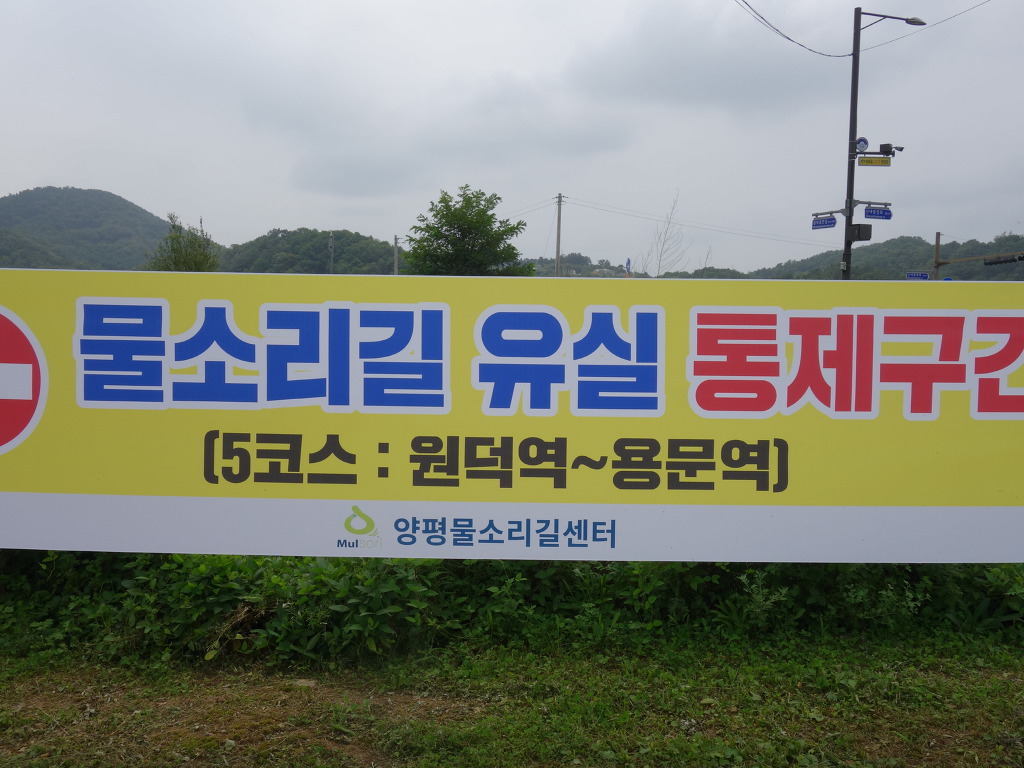 물소리길 유실 통제구간
(5코스 : 원덕역~용문역)
Mulsori 양평물소리길센터